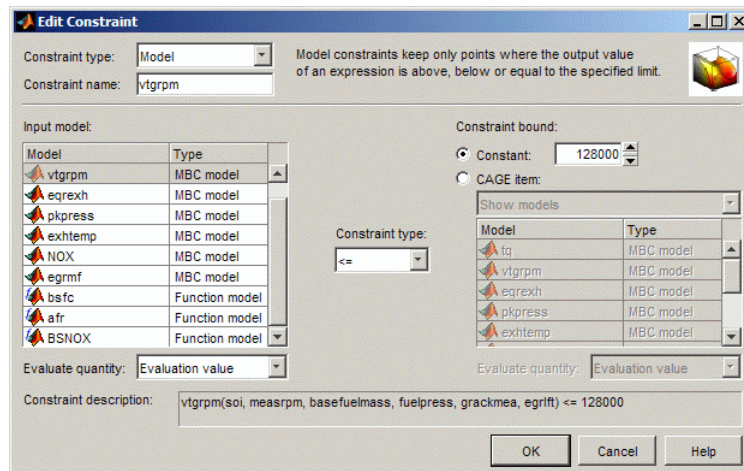 Edit Constraint
Constraint type: Model
Constraint name: vtgrpm
Model constraints keep only points where the output value
of an expression is above, below or equal to the specified limit.
Input model:
Model Type
vtgrpm MBC model
eqrexh MBC model
pkpress MBC model
exhtemp MBC model
NOX MBC model
egrmf MBC model
bsfc Function model
afr Function model
BSNOX Function model
Evaluate quantity: Evaluation value
Constraint type:
<=
Constraint bound:
Constant: 128000
CAGE item:
Show models
Model Type
tq MBC model
vtgrpm MBC model
eqrexh MBC model
pkpress MBC model
exhtemp MBC model
Evaluate quantity: Evaluation value
Constraint description: vtgrpm(soi, measrpm, basefuelmass, fuelpress, grackmea, egrlft) <= 128000
OK Cancel Help